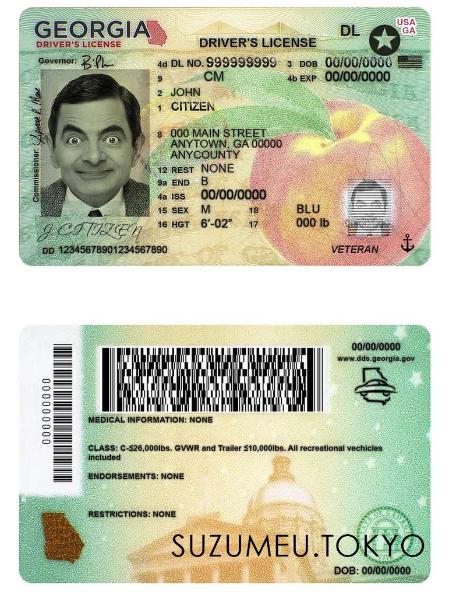 GEORGIA
DRIVER'S LICENSE
DRIVER'S LICENSE
DL
USA
GA
Governor:
4d DL NO. 999999999
3 DOB 00/00/0000
9 CM
4b EXP 00/00/0000
2 JOHN
1 CITIZEN
8 000 MAIN STREET
ANYTOWN, GA 00000
ANYCOUNTY
12 REST NONE
9a END B
4a ISS 00/00/0000
15 SEX M 18 BLU
16 HGT 6'-02" 17 000 lb
Commissioner:
J CITIZEN
DD 12345678901234567890
VETERAN
000000000
00/00/0000
www.dds.georgia.gov
MEDICAL INFORMATION: NONE
CLASS: C-≤26,000lbs. GVWR and Trailer ≤10,000lbs. All recreational vechicles
included
ENDORSEMENTS: NONE
RESTRICTIONS: NONE
SUZUMEU.TOKYO
DOB: 00/00/0000